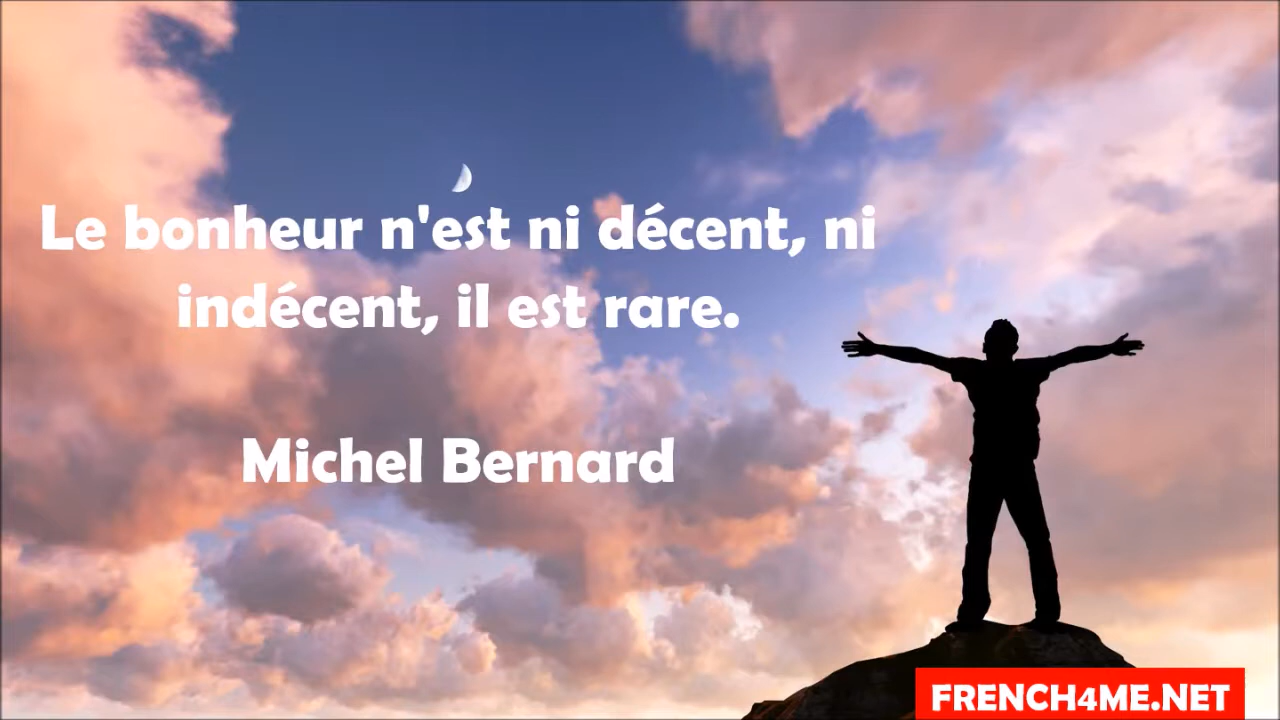 Le bonheur n'est ni décent, ni
indécent, il est rare.
Michel Bernard
FRENCH4ME.NET